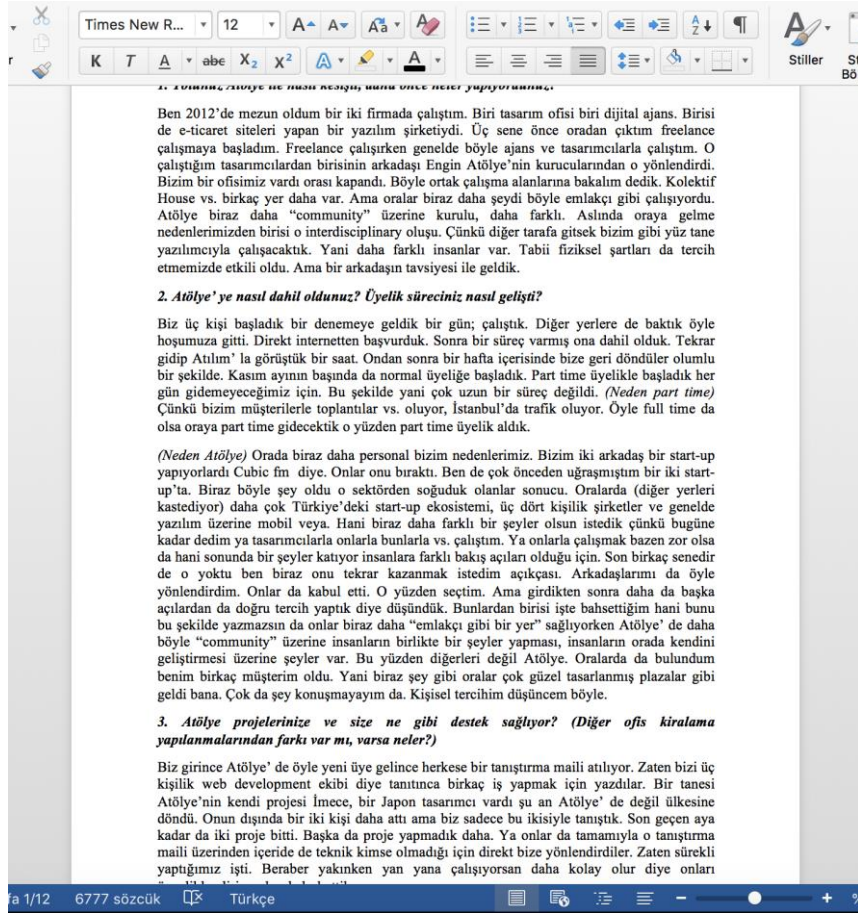 Times New R...
12
A
A
Aa
A
A
Z
¶
Stiller
K
T
A
abc
X2
X2
A
A
1. Yolunuz Atölye ile nasıl kesişti, daha önce neler yapıyordunuz?
Ben 2012'de mezun oldum bir iki firmada çalıştım. Biri tasarım ofisi biri dijital ajans. Birisi
de e-ticaret siteleri yapan bir yazılım şirketiydi. Üç sene önce oradan çıktım freelance
çalışmaya başladım. Freelance çalışırken genelde böyle ajans ve tasarımcılarla çalıştım. O
çalıştığım tasarımcılardan birisinin arkadaşı Engin Atölye'nin kurucularından o yönlendirdi.
Bizim bir ofisimiz vardı orası kapandı. Böyle ortak çalışma alanlarına bakalım dedik. Kolektif
House vs. birkaç yer daha var. Ama oralar biraz daha şeydi böyle emlakçı gibi çalışıyordu.
Atölye biraz daha “community” üzerine kurulu, daha farklı. Aslında oraya gelme
nedenlerimizden birisi o interdisciplinary oluşu. Çünkü diğer tarafa gitsek bizim gibi yüz tane
yazılımcıyla çalışacaktık. Yani daha farklı insanlar var. Tabii fiziksel şartları da tercih
etmemizde etkili oldu. Ama bir arkadaşın tavsiyesi ile geldik.
2. Atölye' ye nasıl dahil oldunuz? Üyelik süreciniz nasıl gelişti?
Biz üç kişi başladık bir denemeye geldik bir gün; çalıştık. Diğer yerlere de baktık öyle
hoşumuza gitti. Direkt internetten başvurduk. Sonra bir süreç varmış ona dahil olduk. Tekrar
gidip Atılım' la görüştük bir saat. Ondan sonra bir hafta içerisinde bize geri döndüler olumlu
bir şekilde. Kasım ayının başında da normal üyeliğe başladık. Part time üyelikle başladık her
gün gidemeyeceğimiz için. Bu şekilde yani çok uzun bir süreç değildi. (Neden part time)
Çünkü bizim müşterilerle toplantılar vs. oluyor, İstanbul'da trafik oluyor. Öyle full time da
olsa oraya part time gidecektik o yüzden part time üyelik aldık.
(Neden Atölye) Orada biraz daha personal bizim nedenlerimiz. Bizim iki arkadaş bir start-up
yapıyorlardı Cubic fm diye. Onlar onu bıraktı. Ben de çok önceden uğraşmıştım bir iki start-
up'ta. Biraz böyle şey oldu o sektörden soğuduk olanlar sonucu. Oralarda (diğer yerleri
kastediyor) daha çok Türkiye'deki start-up ekosistemi, üç dört kişilik şirketler ve genelde
yazılım üzerine mobil veya. Hani biraz daha farklı bir şeyler olsun istedik çünkü bugüne
kadar dedim ya tasarımcılarla onlarla bunlarla vs. çalıştım. Ya onlarla çalışmak bazen zor olsa
da hani sonunda bir şeyler katıyor insanlara farklı bakış açıları olduğu için. Son birkaç senedir
de o yoktu ben biraz onu tekrar kazanmak istedim açıkçası. Arkadaşlarımı da öyle
yönlendirdim. Onlar da kabul etti. O yüzden seçtim. Ama girdikten sonra daha da başka
açılardan da doğru tercih yaptık diye düşündük. Bunlardan birisi işte bahsettiğim hani bunu
bu şekilde yazmazsın da onlar biraz daha “emlakçı gibi bir yer” sağlıyorken Atölye' de daha
böyle “community” üzerine insanların birlikte bir şeyler yapması, insanların orada kendini
geliştirmesi üzerine şeyler var. Bu yüzden diğerleri değil Atölye. Oralarda da bulundum
benim birkaç müşterim oldu. Yani biraz şey gibi oralar çok güzel tasarlanmış plazalar gibi
geldi bana. Çok da şey konuşmayayım da. Kişisel tercihim düşüncem böyle.
3. Atölye projelerinize ve size ne gibi destek sağlıyor? (Diğer ofis kiralama
yapılanmalarından farkı var mı, varsa neler?)
Biz girince Atölye' de öyle yeni üye gelince herkese bir tanıştırma maili atılıyor. Zaten bizi üç
kişilik web development ekibi diye tanıtınca birkaç iş yapmak için yazdılar. Bir tanesi
Atölye'nin kendi projesi İmece, bir Japon tasarımcı vardı şu an Atölye' de değil ülkesine
döndü. Onun dışında bir iki kişi daha attı ama biz sadece bu ikisiyle tanıştık. Son geçen aya
kadar da iki proje bitti. Başka da proje yapmadık daha. Ya onlar da tamamıyla o tanıştırma
maili üzerinden içeride de teknik kimse olmadığı için direkt bize yönlendirdiler. Zaten sürekli
yaptığımız işti. Beraber yakınken yan yana çalışıyorsan daha kolay olur diye onları
fa 1/12
6777 sözcük
Türkçe